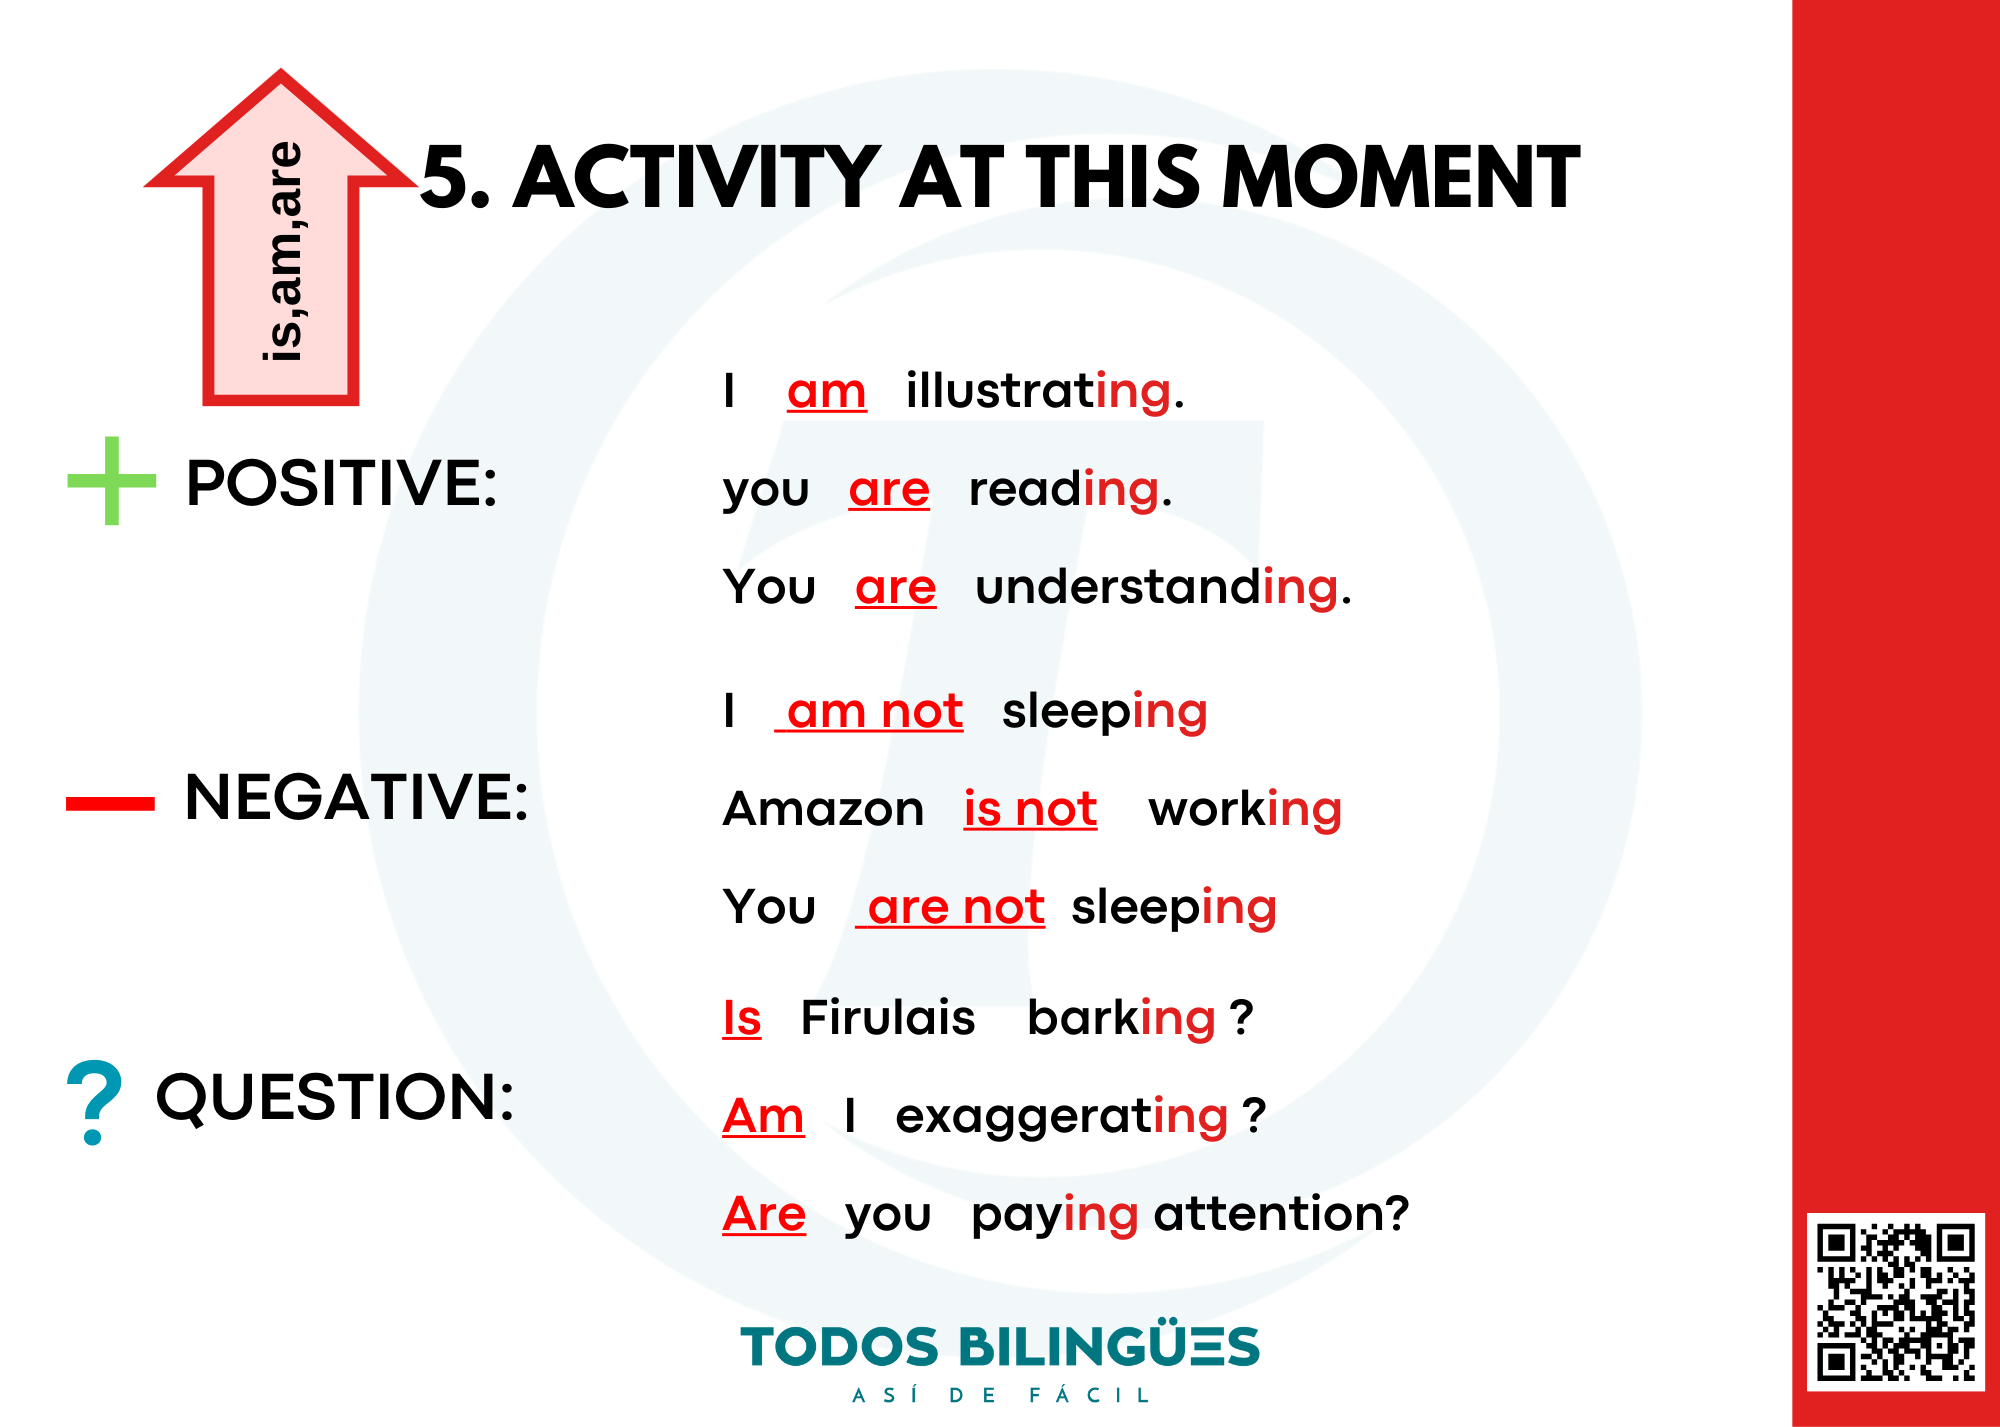 is,am,are
5. ACTIVITY AT THIS MOMENT
POSITIVE:
I am illustrating.
you are reading.
You are understanding.
NEGATIVE:
I am not sleeping
Amazon is not working
You are not sleeping
QUESTION:
Is Firulais barking ?
Am I exaggerating ?
Are you paying attention?
TODOS BILINGÜES
ASÍ DE FÁCIL